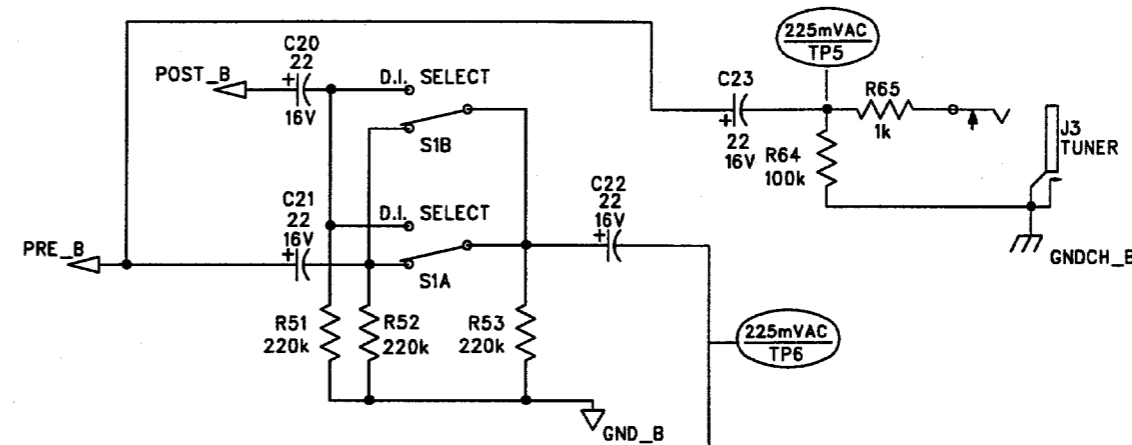 C20
22
16V
POST_B
D.I. SELECT
S1B
C21
22
16V
D.I. SELECT
S1A
PRE_B
R51
220k
R52
220k
R53
220k
C22
22
16V
GND_B
C23
22
16V
225mVAC
TP5
R65
1k
R64
100k
J3
TUNER
GNDCH_B
225mVAC
TP6